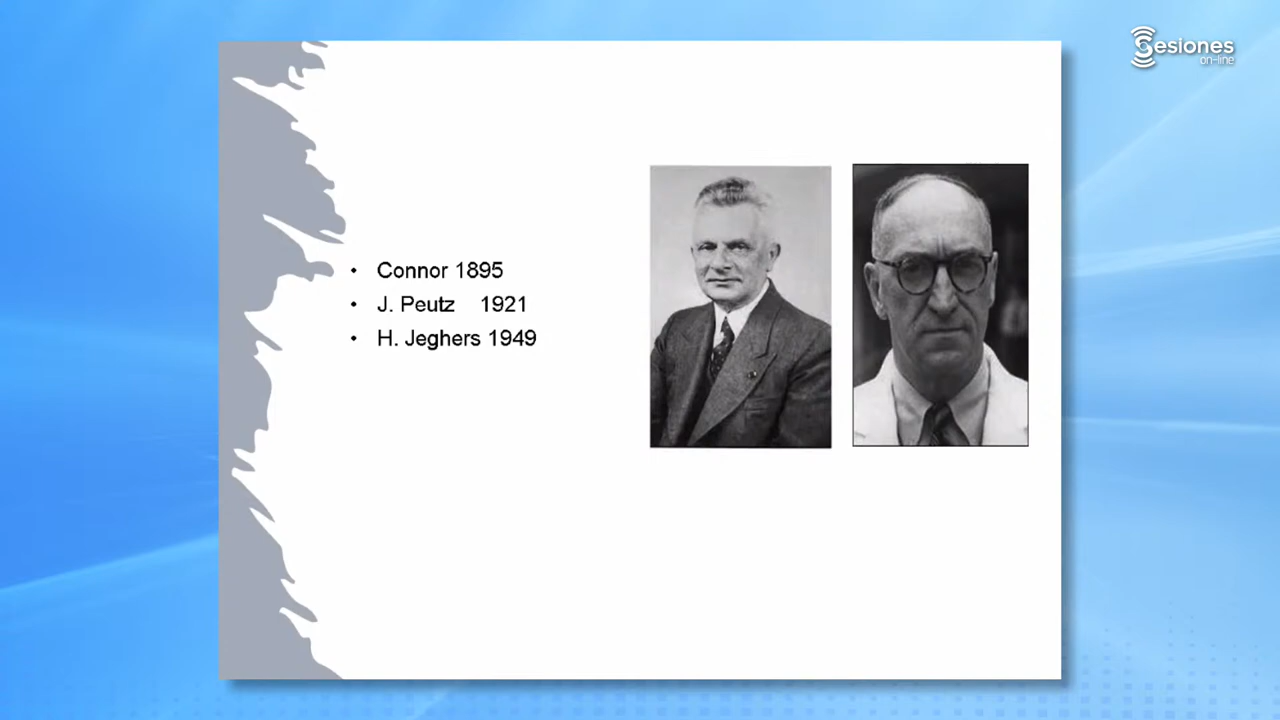 Sesiones
on-line
• Connor 1895
• J. Peutz 1921
• H. Jeghers 1949